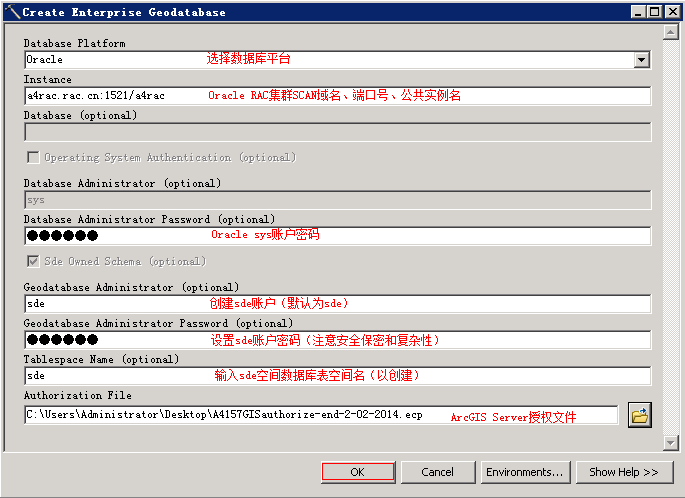 Create Enterprise Geodatabase
Database Platform
Oracle 选择数据库平台
Instance
a4rac.rac.cn:1521/a4rac Oracle RAC集群SCAN域名、端口号、公共实例名
Database (optional)
Operating System Authentication (optional)
Database Administrator (optional)
sys
Database Administrator Password (optional)
●●●●●● Oracle sys账户密码
Sde Owned Schema (optional)
Geodatabase Administrator (optional)
sde 创建sde账户（默认为sde）
Geodatabase Administrator Password (optional)
●●●●●● 设置sde账户密码（注意安全保密和复杂性）
Tablespace Name (optional)
sde 输入sde空间数据库表空间名（以创建）
Authorization File
C:\Users\Administrator\Desktop\A4157GISauthorize-end-2-02-2014.ecp ArcGIS Server授权文件
OK Cancel Environments... Show Help >>